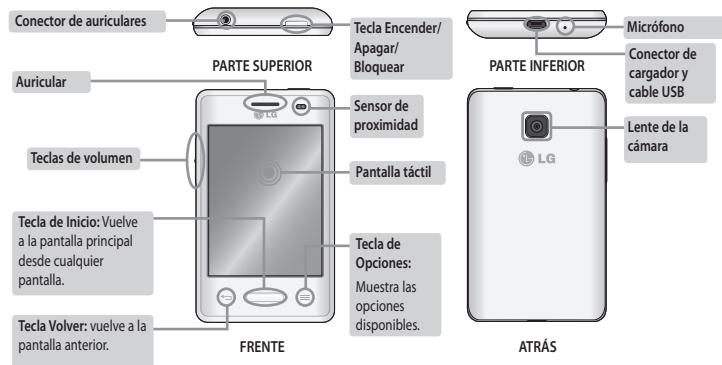 Conector de auriculares
Tecla Encender/
Apagar/
Bloquear
PARTE SUPERIOR
Auricular
Sensor de
proximidad
LG
Teclas de volumen
Pantalla táctil
Tecla de Inicio: Vuelve
a la pantalla principal
desde cualquier
pantalla.
Tecla de
Opciones:
Muestra las
opciones
disponibles.
Tecla Volver: vuelve a la
pantalla anterior.
FRENTE
Micrófono
PARTE INFERIOR
Conector de
cargador y
cable USB
Lente de la
cámara
LG
ATRÁS